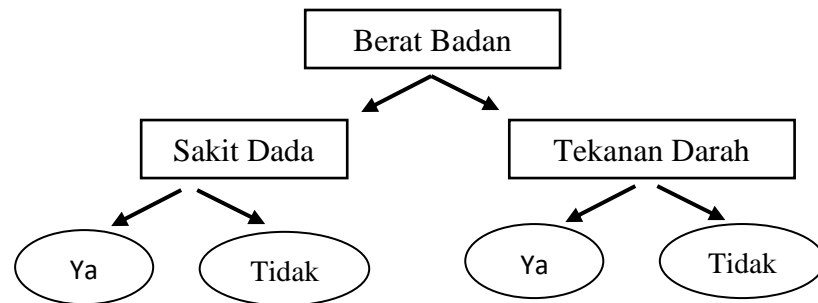 Berat Badan
Sakit Dada
Tekanan Darah
Ya
Tidak
Ya
Tidak